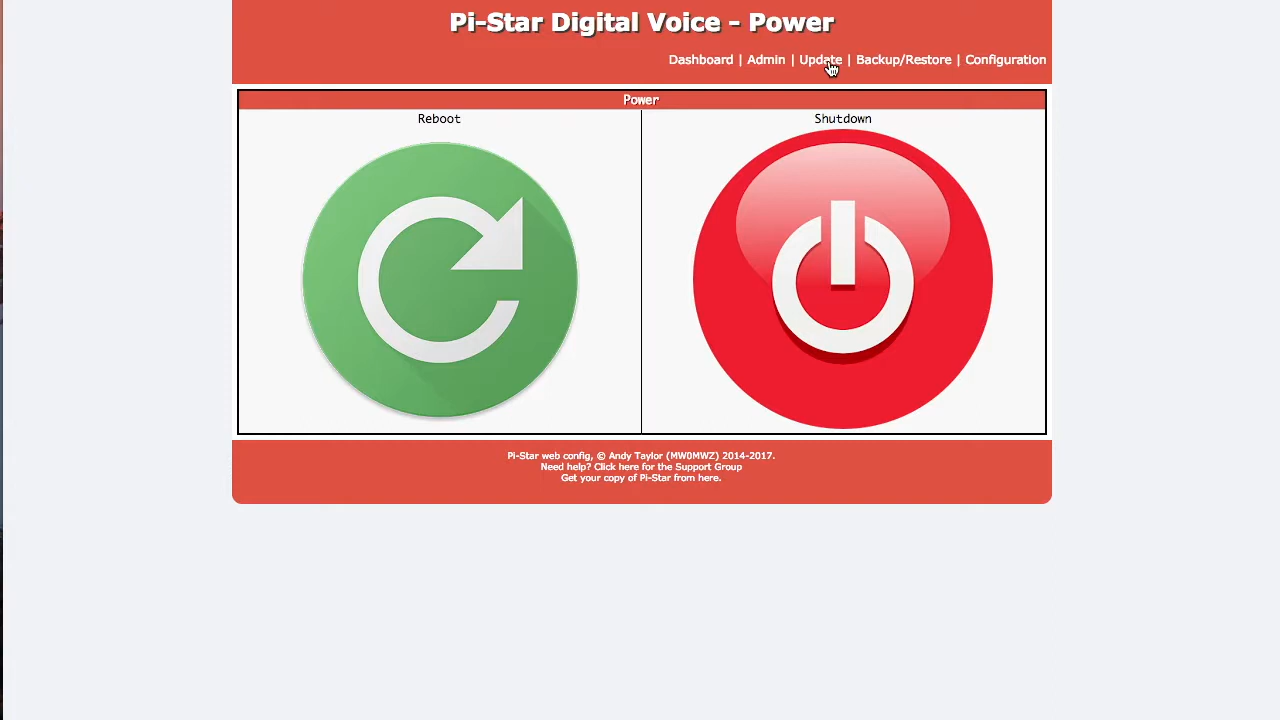 Pi-Star Digital Voice - Power
Dashboard | Admin | Update | Backup/Restore | Configuration
Power
Reboot
Shutdown
Pi-Star web config, © Andy Taylor (MW0MWZ) 2014-2017.
Need help? Click here for the Support Group
Get your copy of Pi-Star from here.